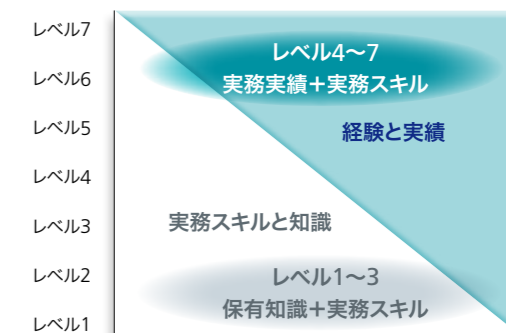 レベル7
レベル6
レベル5
レベル4
レベル3
レベル2
レベル1
レベル4〜7
実務実績＋実務スキル
経験と実績
実務スキルと知識
レベル1〜3
保有知識＋実務スキル